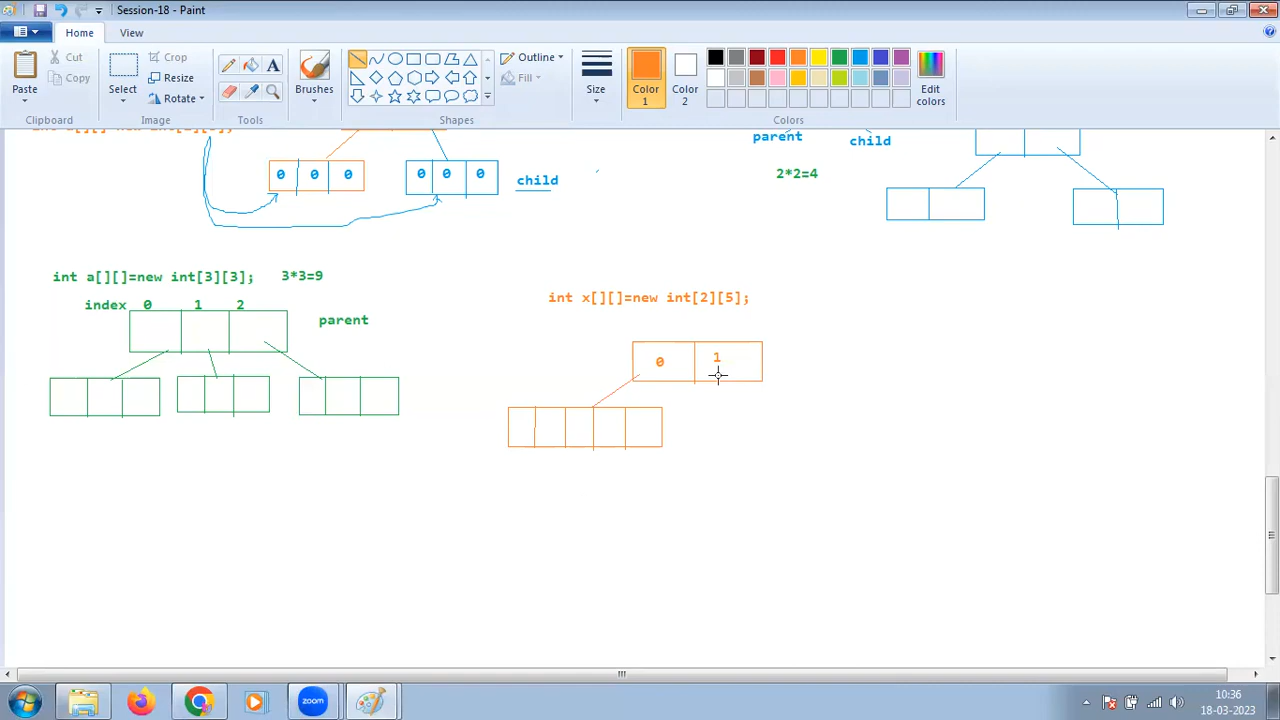 Session-18 - Paint
Home
View
Paste
Cut
Copy
Clipboard
Select
Crop
Resize
Rotate
Image
Tools
A
Brushes
Shapes
Outline
Fill
Size
Color 1
Color 2
Edit colors
Colors
0 0 0
0 0 0
child
parent
child
2*2=4
int a[][]=new int[3][3]; 3*3=9
index 0 1 2
parent
int x[][]=new int[2][5];
0 1
zoom
10:36
18-03-2023